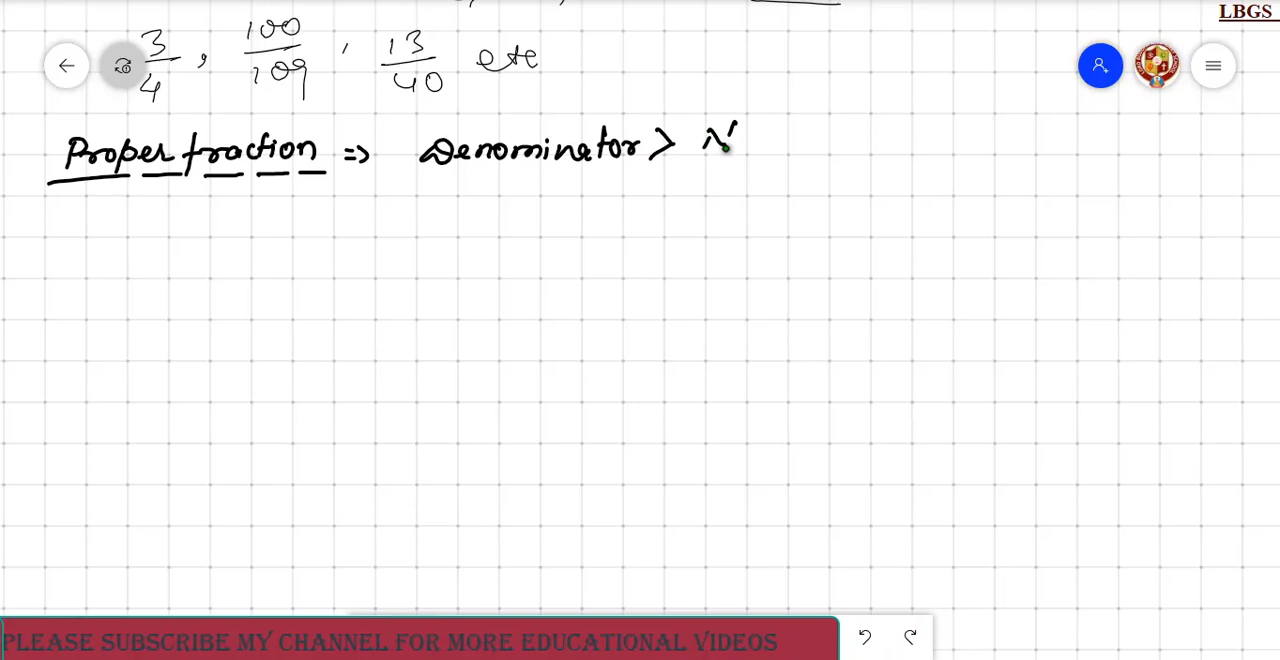 LBGS
3/4, 100/109, 13/40 etc
Proper fraction => Denominator > N
PLEASE SUBSCRIBE MY CHANNEL FOR MORE EDUCATIONAL VIDEOS